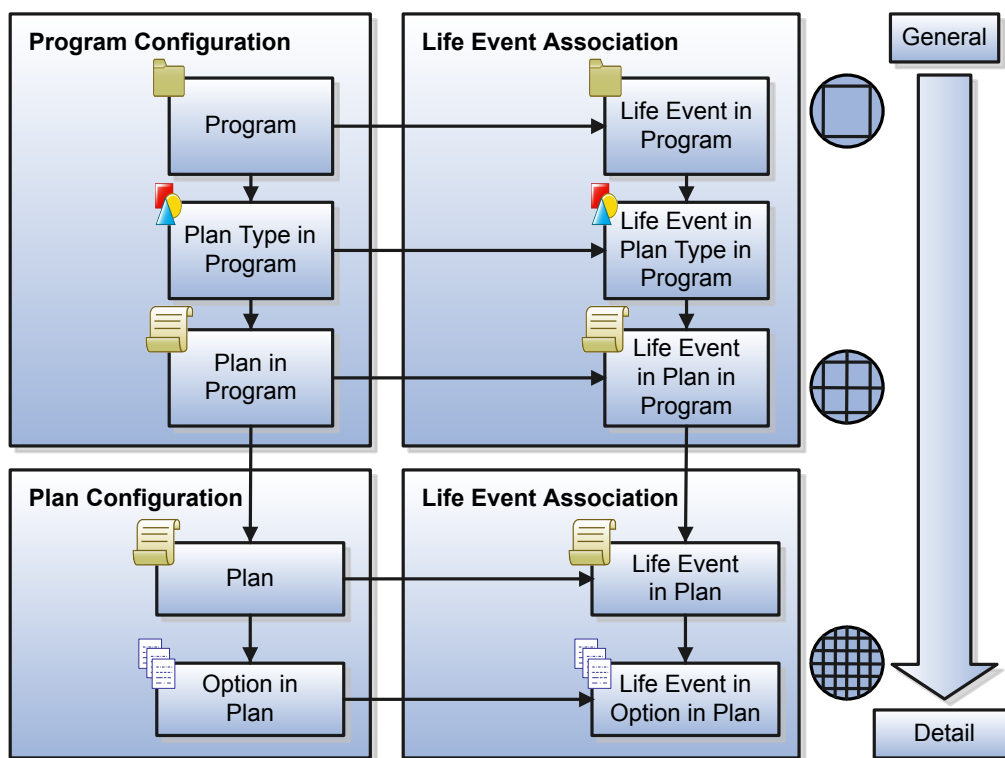 Program Configuration
Life Event Association
General
Program
Life Event in
Program
Plan Type in
Program
Life Event in
Plan Type in
Program
Plan in
Program
Life Event
in Plan in
Program
Plan Configuration
Life Event Association
Plan
Life Event
in Plan
Option in
Plan
Life Event in
Option in Plan
Detail